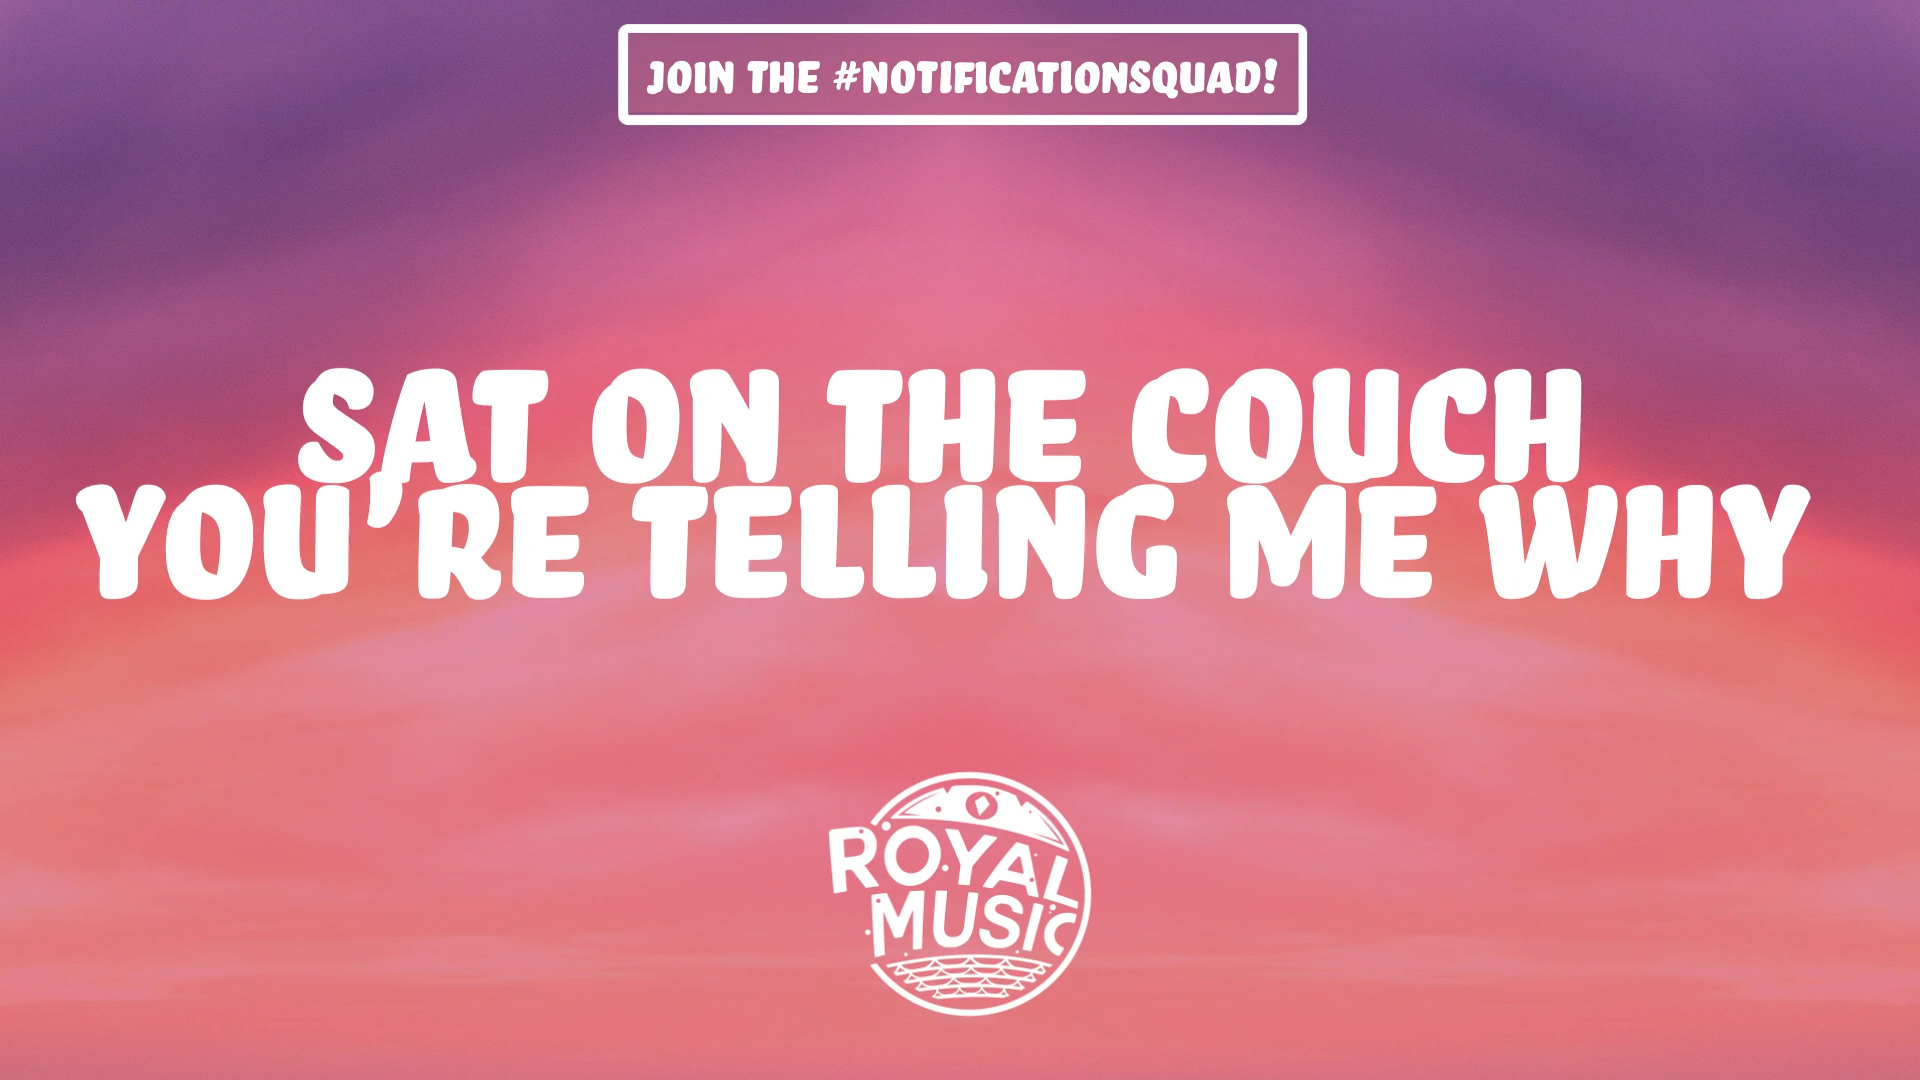 JOIN THE #NOTIFICATIONSQUAD!
SAT ON THE COUCH
YOU'RE TELLING ME WHY
ROYAL
MUSIC